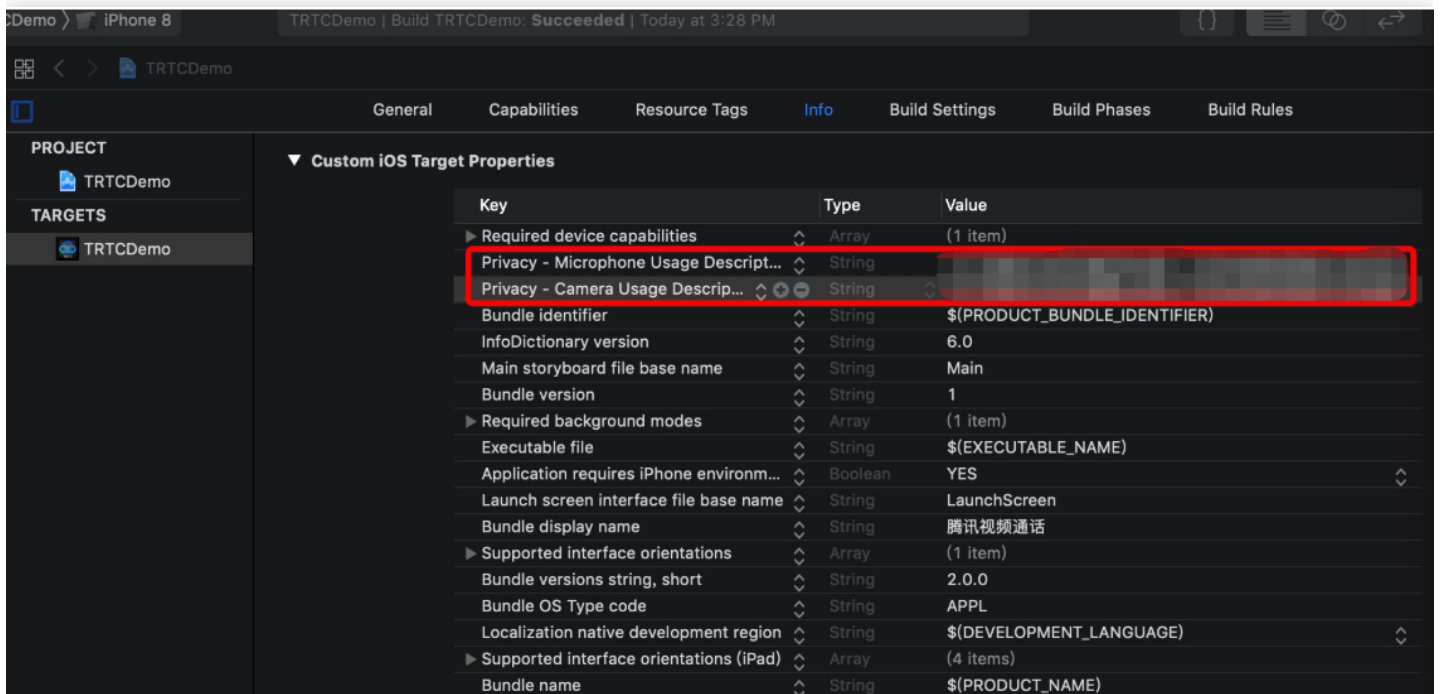 CDemo 〉 iPhone 8 TRTCDemo | Build TRTCDemo: Succeeded | Today at 3:28 PM {}
TRTCDemo
General Capabilities Resource Tags Info Build Settings Build Phases Build Rules
PROJECT
TRTCDemo
TARGETS
TRTCDemo
Custom iOS Target Properties
Key Type Value
Required device capabilities Array (1 item)
Privacy - Microphone Usage Descript... String
Privacy - Camera Usage Descrip... String
Bundle identifier String $(PRODUCT_BUNDLE_IDENTIFIER)
InfoDictionary version String 6.0
Main storyboard file base name String Main
Bundle version String 1
Required background modes Array (1 item)
Executable file String $(EXECUTABLE_NAME)
Application requires iPhone environm... Boolean YES
Launch screen interface file base name String LaunchScreen
Bundle display name String 腾讯视频通话
Supported interface orientations Array (1 item)
Bundle versions string, short String 2.0.0
Bundle OS Type code String APPL
Localization native development region String $(DEVELOPMENT_LANGUAGE)
Supported interface orientations (iPad) Array (4 items)
Bundle name String $(PRODUCT_NAME)